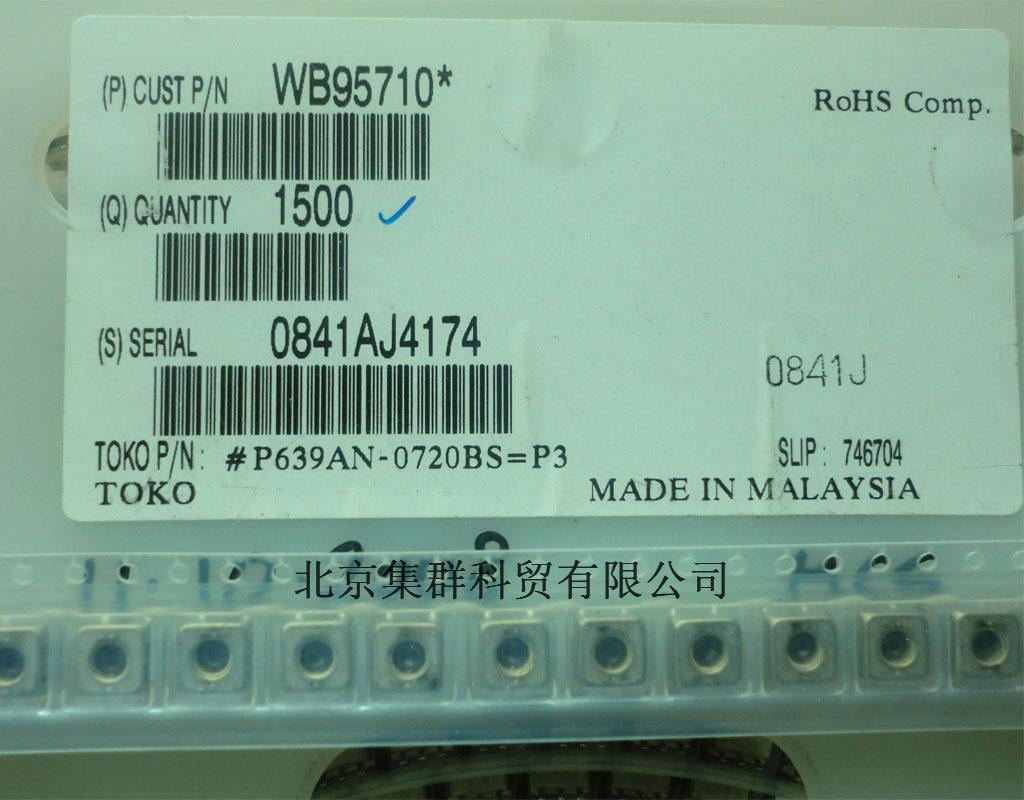 (P) CUST P/N WB95710*
RoHS Comp.
(Q) QUANTITY 1500
(S) SERIAL 0841AJ4174
0841J
TOKO P/N: #P639AN-0720BS=P3
SLIP: 746704
TOKO
MADE IN MALAYSIA
北京集群科贸有限公司